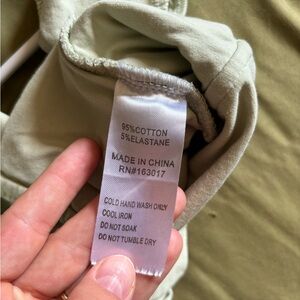 95%COTTON
5%ELASTANE
MADE IN CHINA
RN#163017
COLD HAND WASH ONLY
COOL IRON
DO NOT SOAK
DO NOT TUMBLE DRY